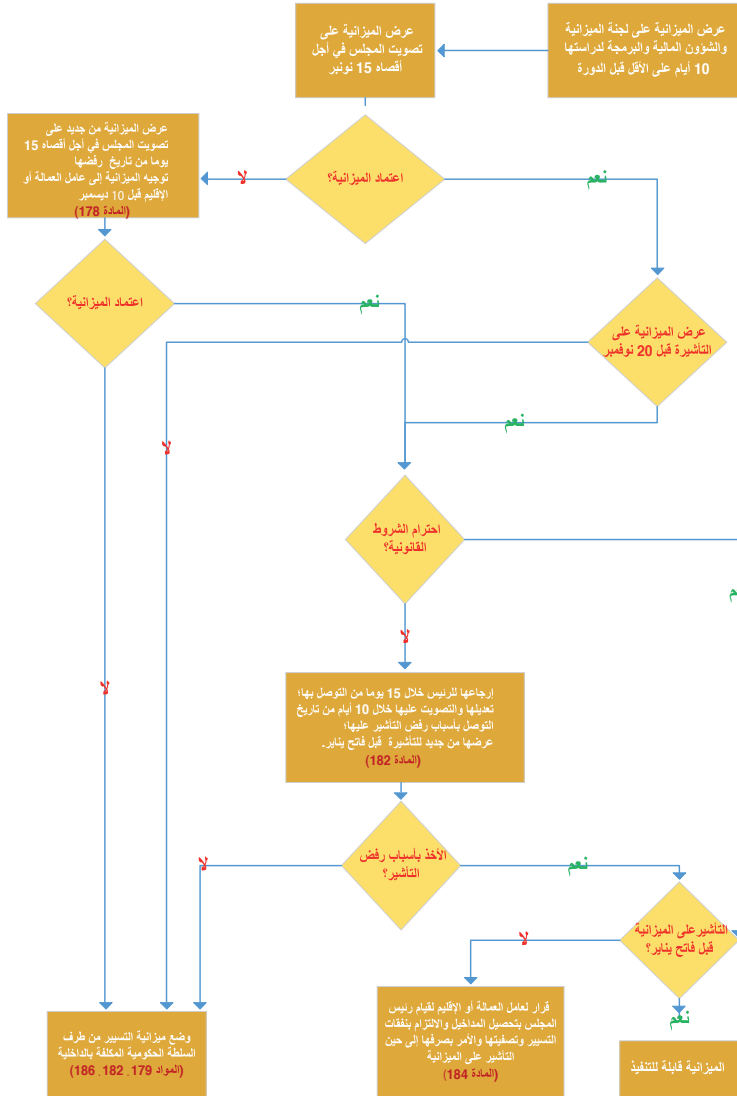 عرض الميزانية على لجنة الميزانية
والشؤون المالية والبرمجة لدراستها
10 أيام على الأقل قبل الدورة
عرض الميزانية على
تصويت المجلس في أجل
أقصاه 15 نونبر
اعتماد الميزانية؟
نعم
لا
عرض الميزانية من جديد على
تصويت المجلس في أجل أقصاه 15
يوما من تاريخ رفضها
توجيه الميزانية إلى عامل العمالة أو
الإقليم قبل 10 ديسمبر
(المادة 178)
اعتماد الميزانية؟
نعم
عرض الميزانية على
التأشيرة قبل 20 نوفمبر
نعم
لا
احترام الشروط
القانونية؟
لا
لا
إرجاعها للرئيس خلال 15 يوما من التوصل بها؛
تعديلها والتصويت عليها خلال 10 أيام من تاريخ
التوصل بأسباب رفض التأشير عليها؛
عرضها من جديد للتأشيرة قبل فاتح يناير.
(المادة 182)
الأخذ بأسباب رفض
التأشير؟
نعم
لا
التأشير على الميزانية
قبل فاتح يناير؟
لا
نعم
الميزانية قابلة للتنفيذ
قرار لعامل العمالة أو الإقليم لقيام رئيس
المجلس بتحصيل المداخيل والالتزام بنفقات
التسيير وتصفيتها والأمر بصرفها إلى حين
التأشير على الميزانية
(المادة 184)
وضع ميزانية التسيير من طرف
السلطة الحكومية المكلفة بالداخلية
(المواد 179، 182، 186)